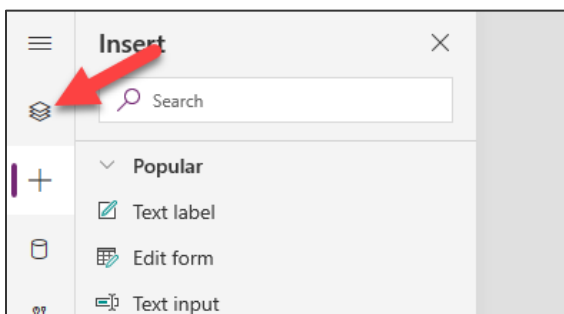 Insert
Search
Popular
Text label
Edit form
Text input